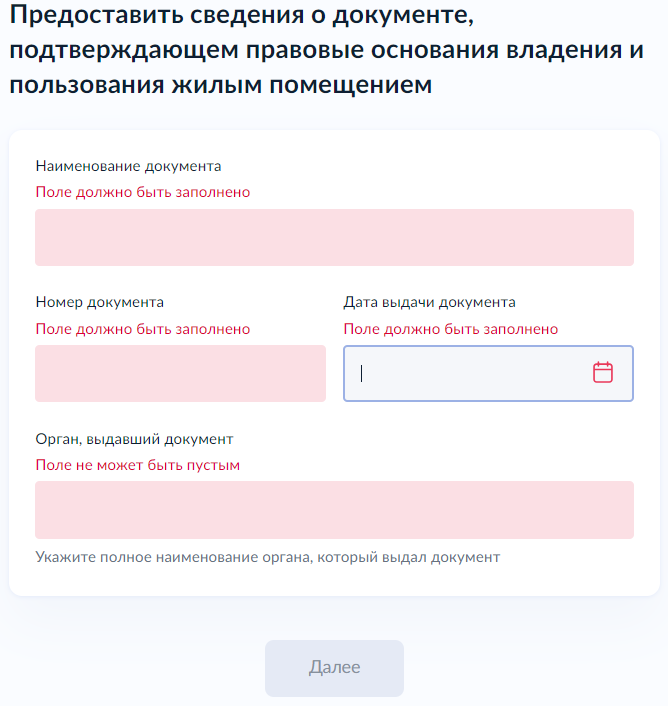 Предоставить сведения о документе,
подтверждающем правовые основания владения и
пользования жилым помещением
Наименование документа
Поле должно быть заполнено
Номер документа
Дата выдачи документа
Поле должно быть заполнено
Поле должно быть заполнено
Орган, выдавший документ
Поле не может быть пустым
Укажите полное наименование органа, который выдал документ
Далее